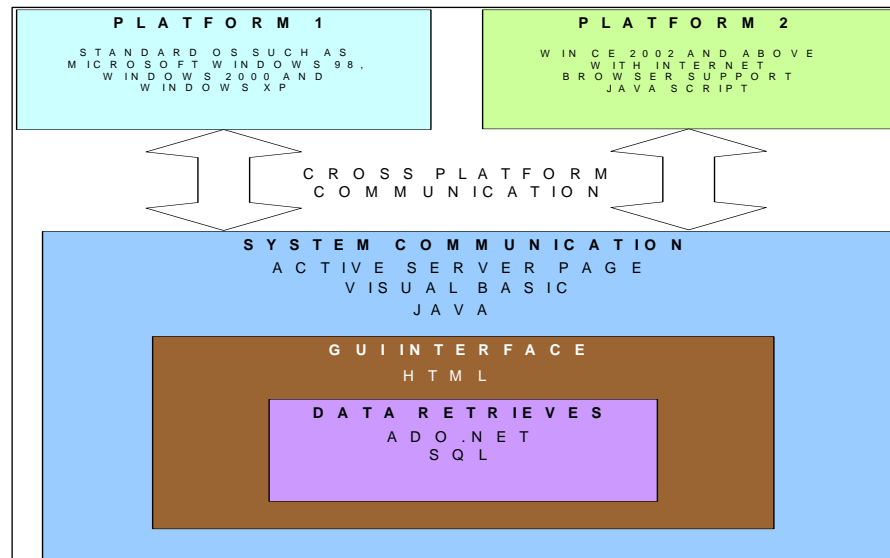 PLATFORM 1
STANDARD OS SUCH AS
MICROSOFT WINDOWS 98,
WINDOWS 2000 AND
WINDOWS XP
PLATFORM 2
WIN CE 2002 AND ABOVE
WITH INTERNET
BROWSER SUPPORT
JAVA SCRIPT
CROSS PLATFORM
COMMUNICATION
SYSTEM COMMUNICATION
ACTIVE SERVER PAGE
VISUAL BASIC
JAVA
GUI INTERFACE
HTML
DATA RETRIEVES
ADO.NET
SQL